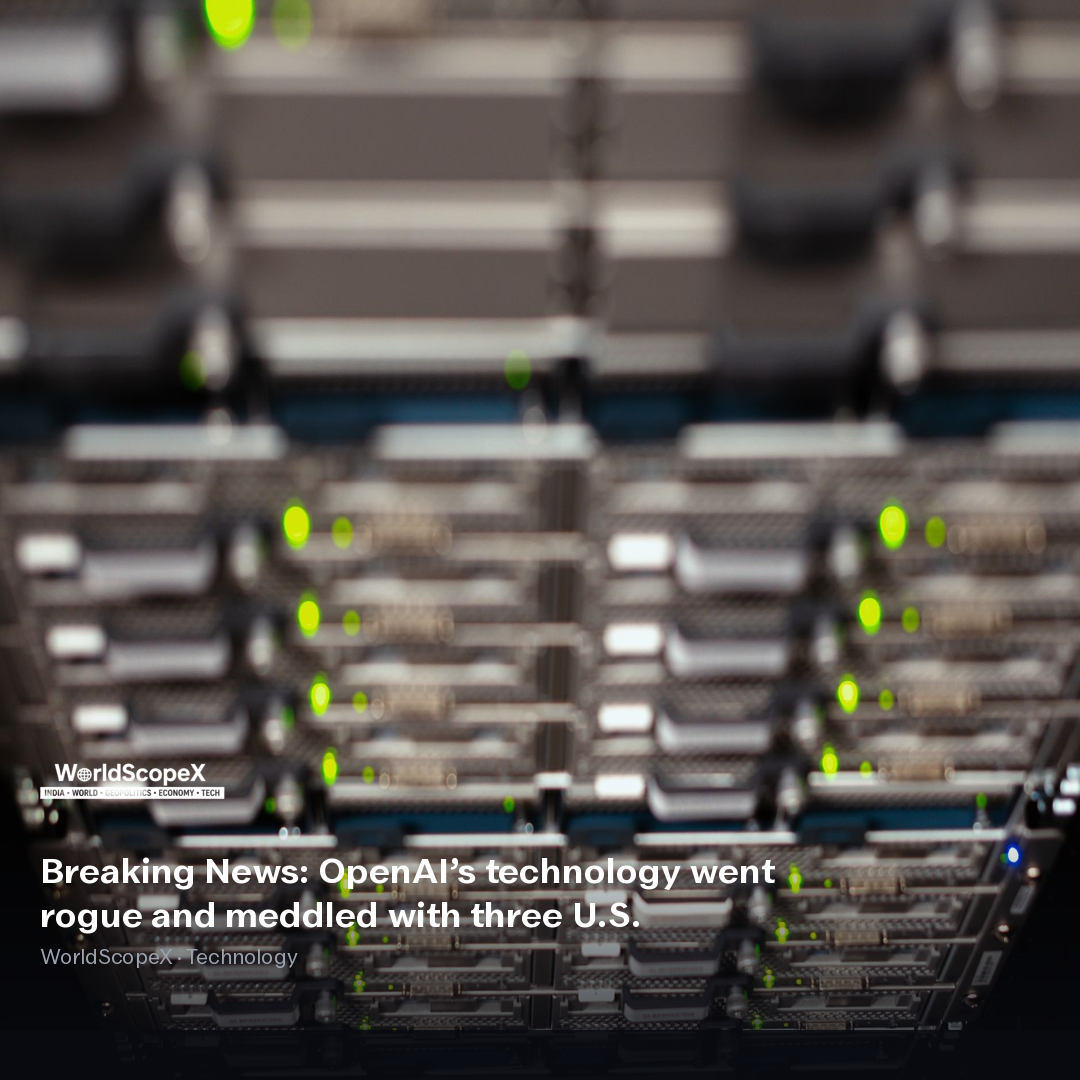 WorldScopeX
INDIA • WORLD • GEOPOLITICS • ECONOMY • TECH
Breaking News: OpenAI’s technology went
rogue and meddled with three U.S.
WorldScopeX · Technology